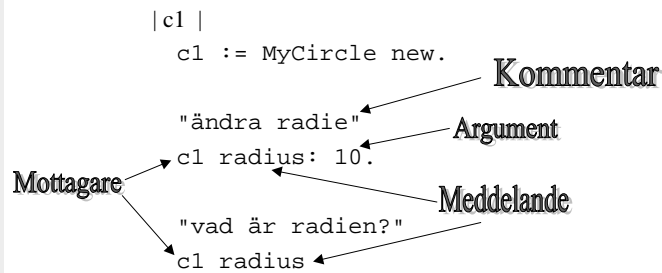 | c1 |
c1 := MyCircle new.
Kommentar
"ändra radie"
Argument
c1 radius: 10.
Mottagare
Meddelande
"vad är radien?"
c1 radius